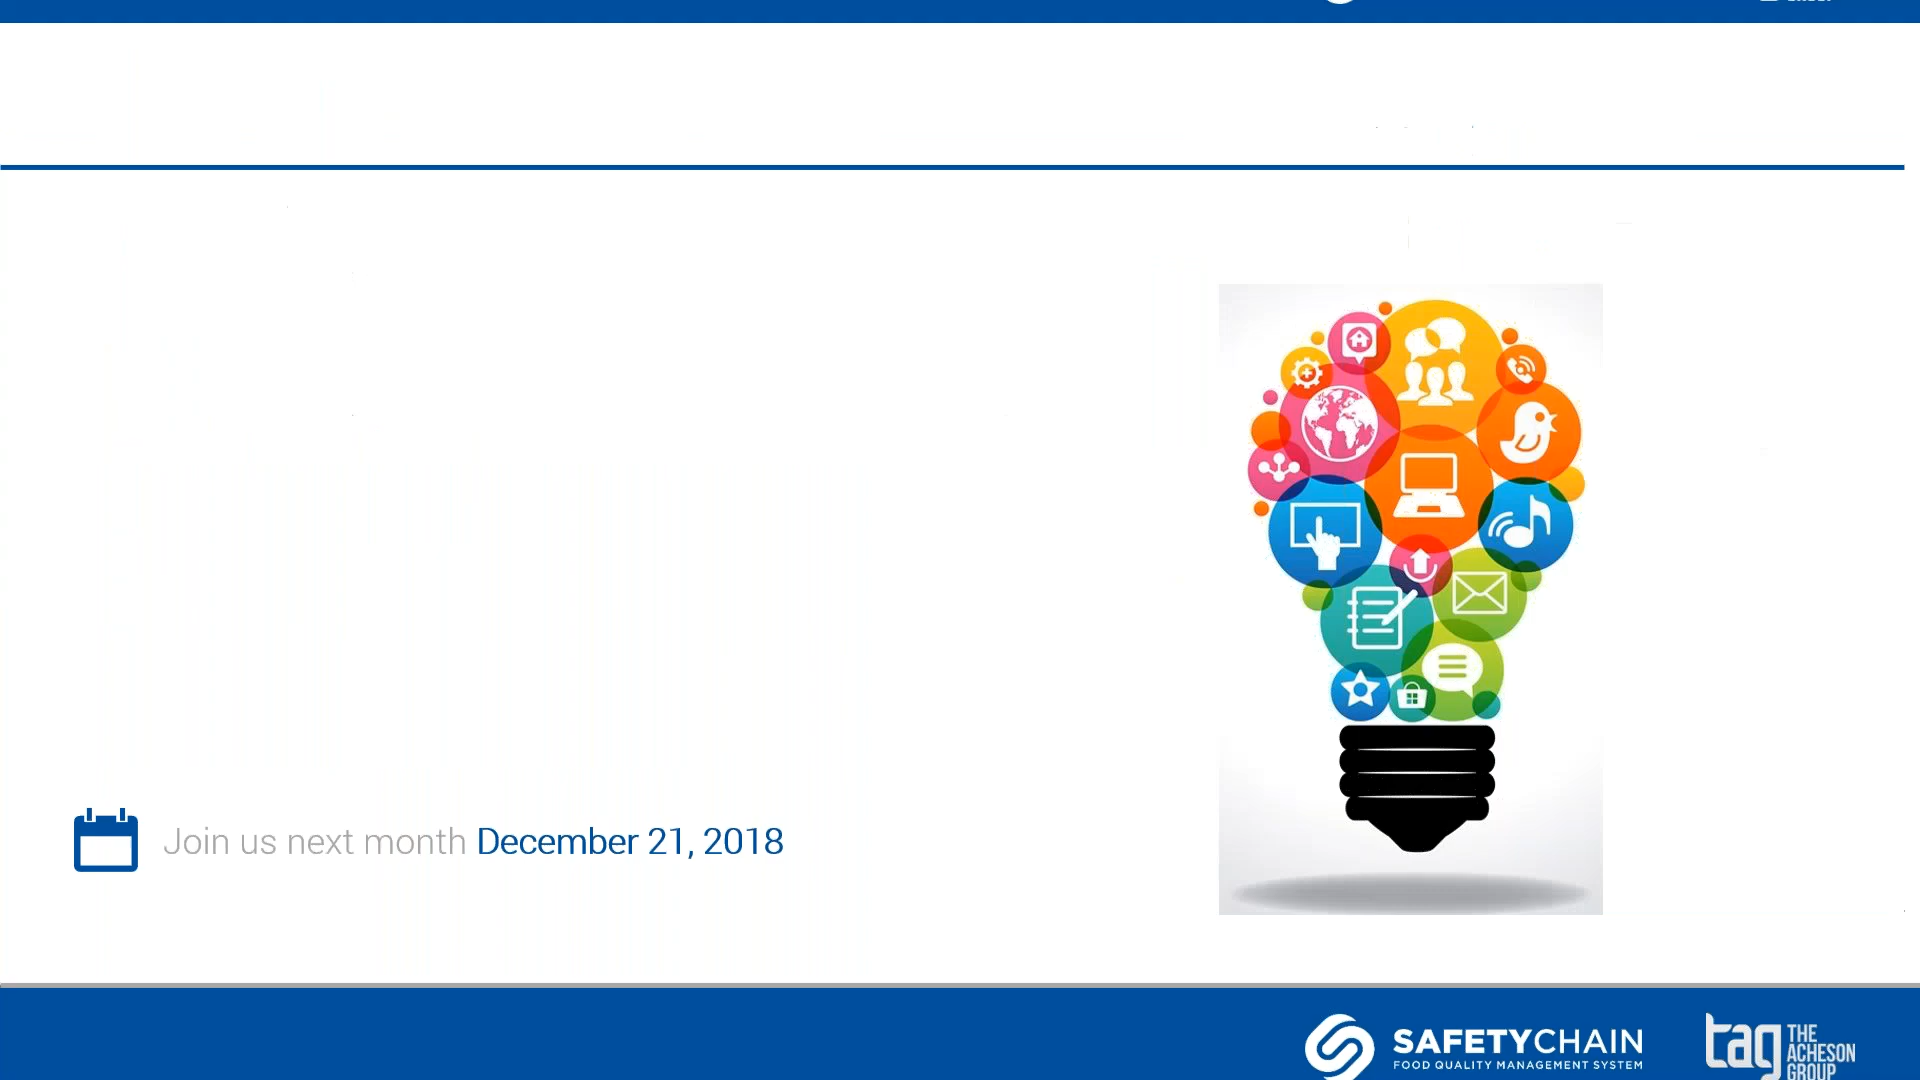 Join us next month December 21, 2018
SAFETYCHAIN
FOOD QUALITY MANAGEMENT SYSTEM
tag THE
ACHESON
GROUP